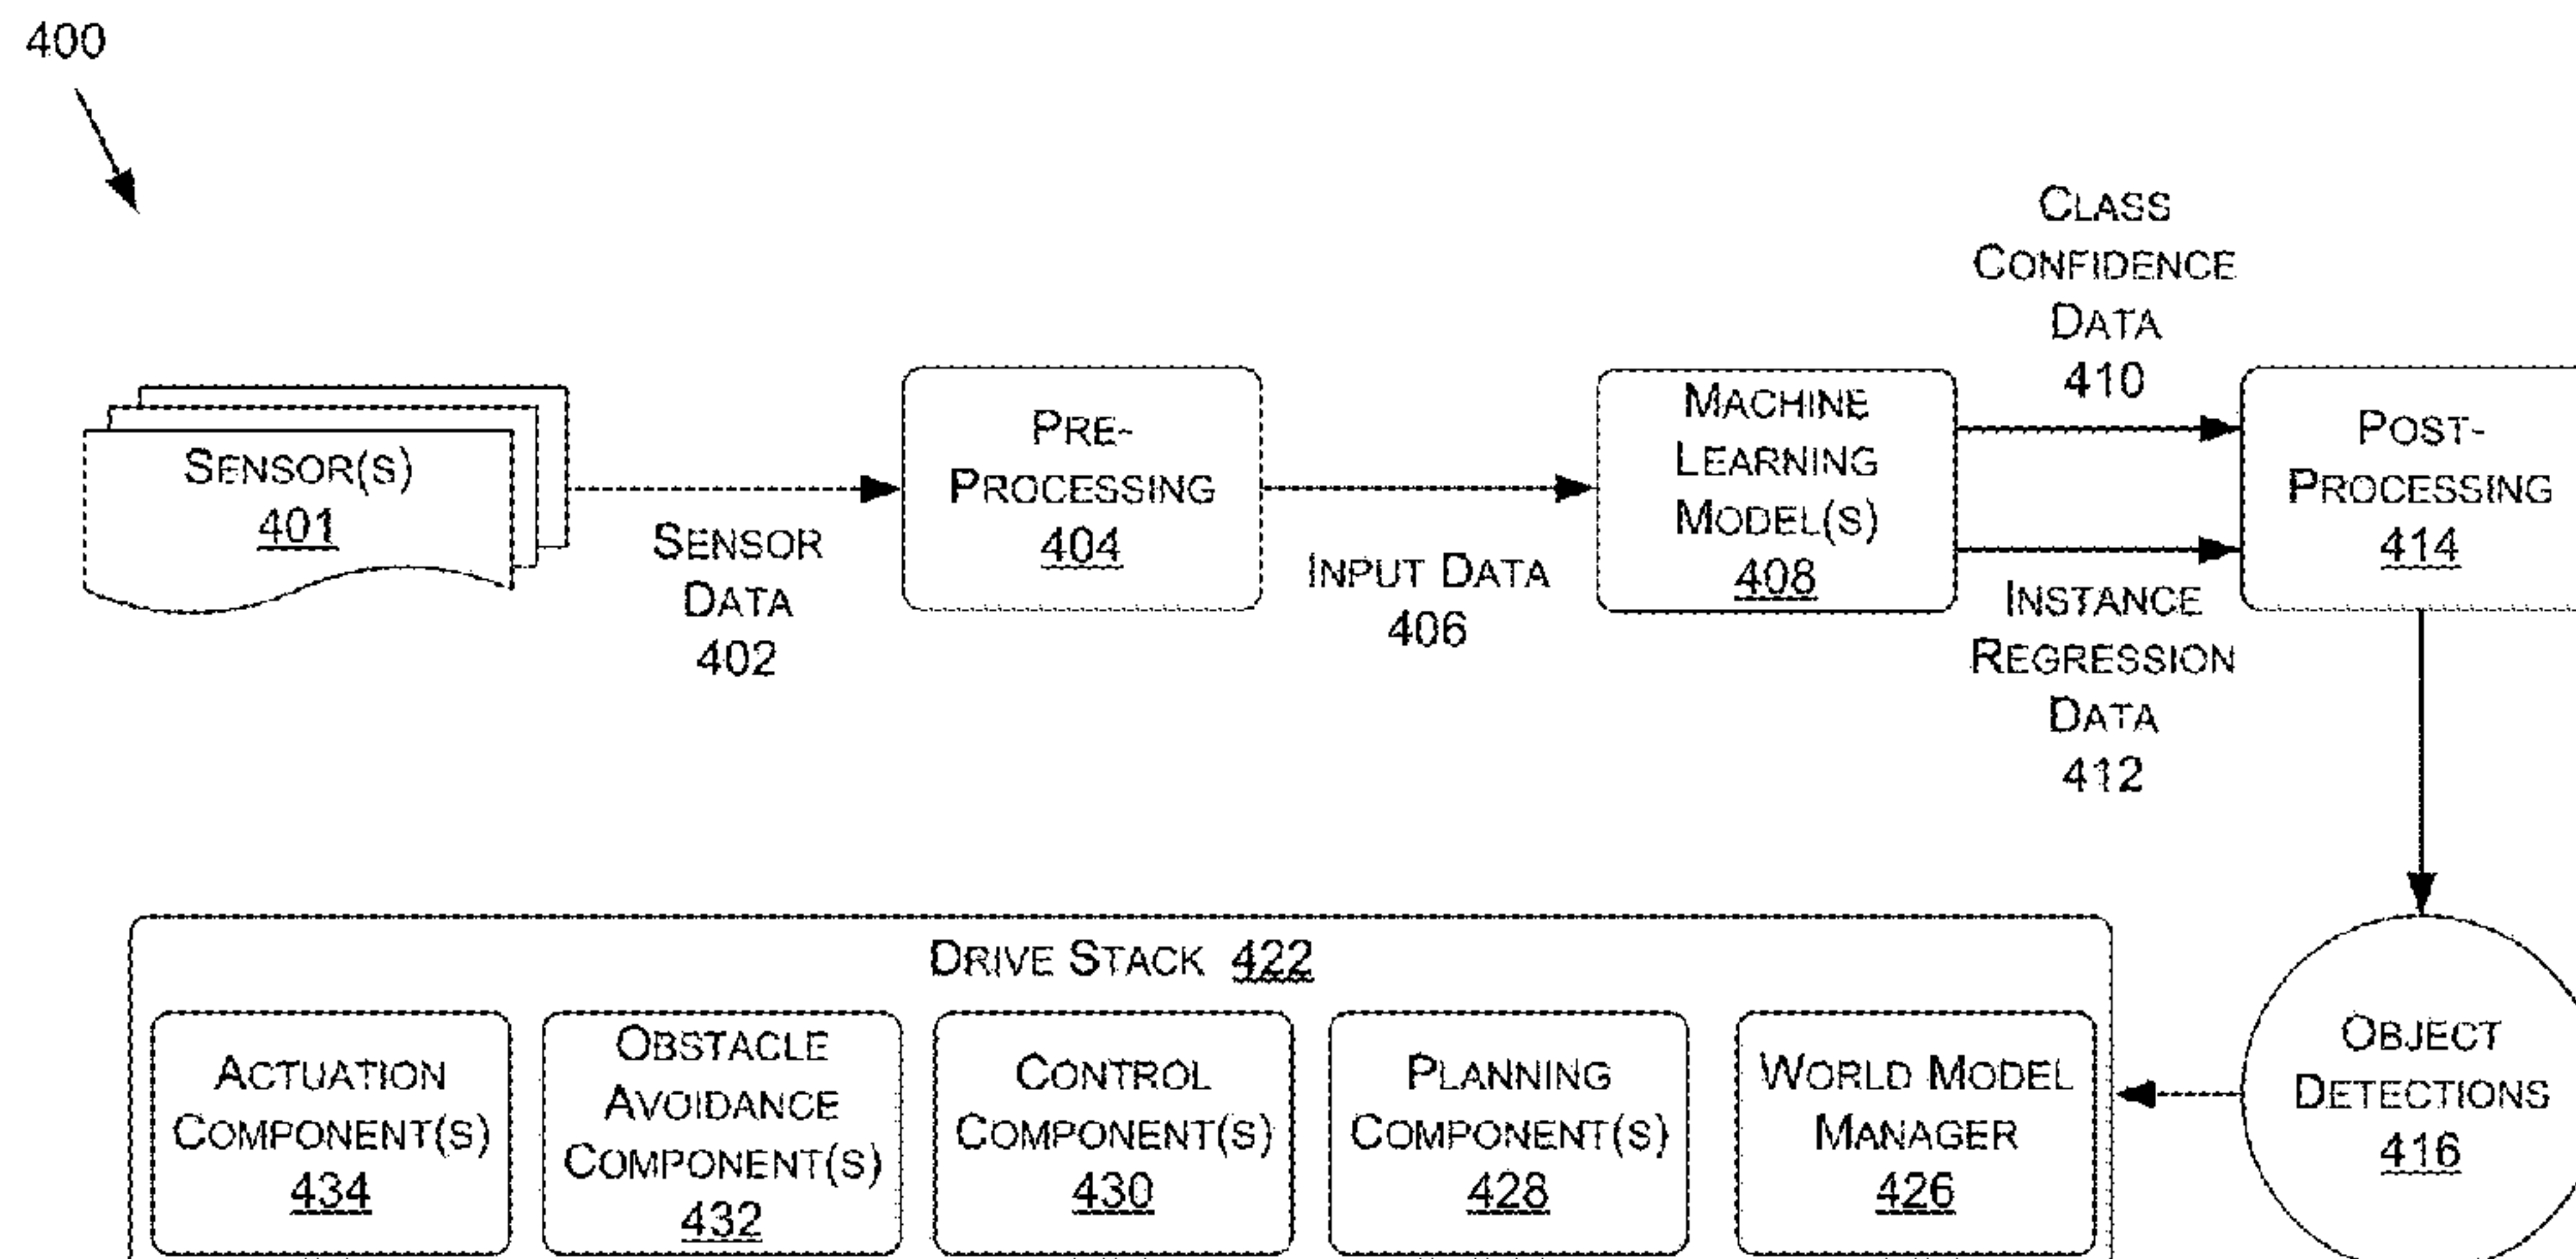 400
CLASS
CONFIDENCE
DATA
410
SENSOR(S)
401
SENSOR
DATA
402
PRE-
PROCESSING
404
INPUT DATA
406
MACHINE
LEARNING
MODEL(S)
408
INSTANCE
REGRESSION
DATA
412
POST-
PROCESSING
414
DRIVE STACK 422
ACTUATION
COMPONENT(S)
434
OBSTACLE
AVOIDANCE
COMPONENT(S)
432
CONTROL
COMPONENT(S)
430
PLANNING
COMPONENT(S)
428
WORLD MODEL
MANAGER
426
OBJECT
DETECTIONS
416